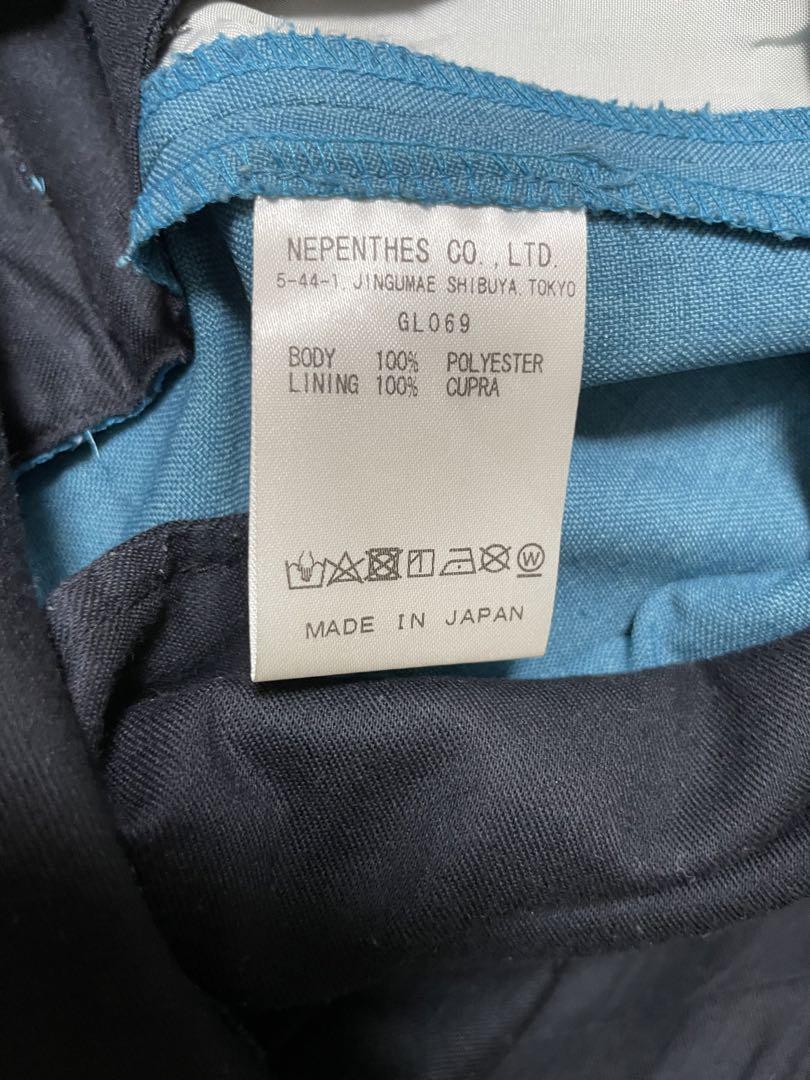 NEPENTHES CO.,LTD.
5-44-1, JINGUMAE SHIBUYA, TOKYO
GL069
BODY 100% POLYESTER
LINING 100% CUPRA
W
MADE IN JAPAN